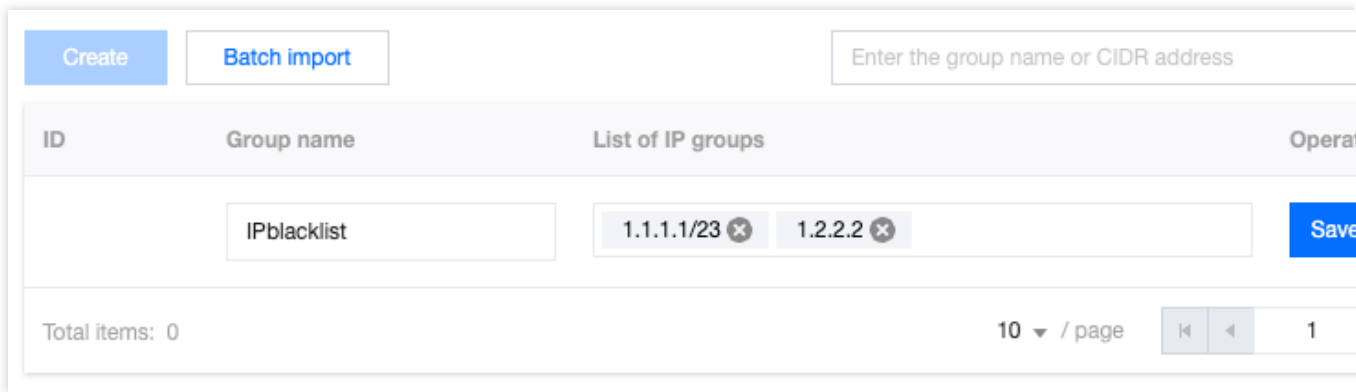 Create Batch import Enter the group name or CIDR address
ID Group name List of IP groups
IPblacklist 1.1.1.1/23 1.2.2.2 Save
Total items: 0 10 / page 1